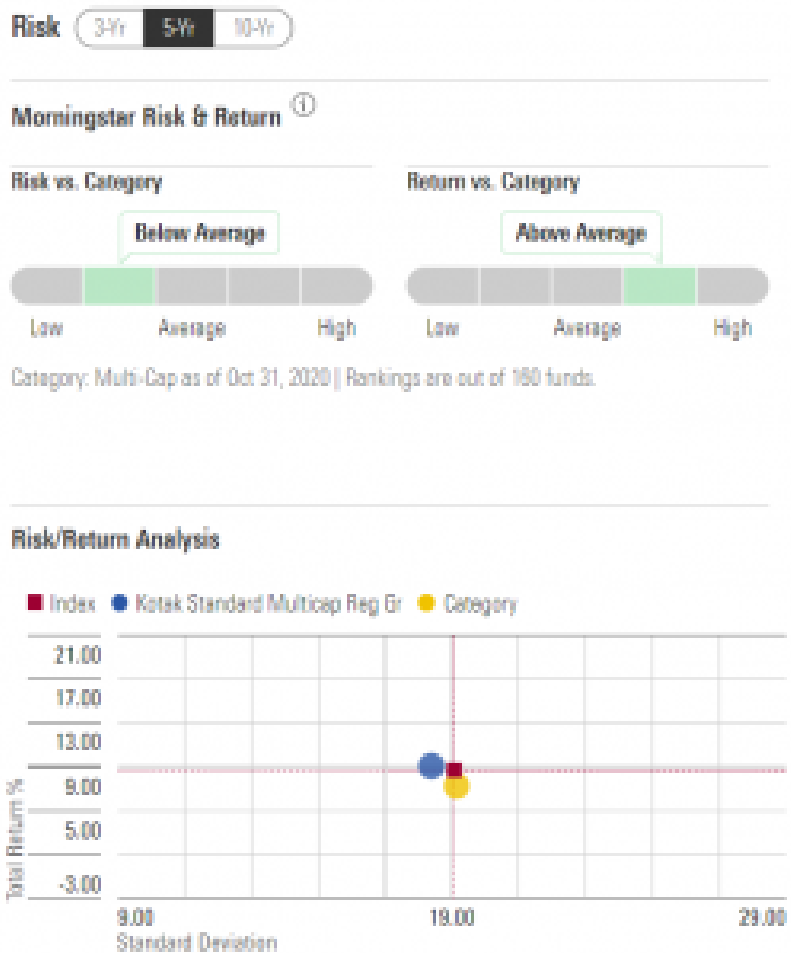 Risk 3-Yr 5-Yr 10-Yr
Morningstar Risk & Return
Risk vs. Category
Below Average
Low Average High
Return vs. Category
Above Average
Low Average High
Category: Multi-Cap as of Oct 31, 2020 | Rankings are out of funds.
Risk/Return Analysis
Index Kotak Standard Multicap Reg Gr Category
Total Return %
21.00
17.00
13.00
9.00
5.00
-3.00
9.00 19.00 29.00
Standard Deviation